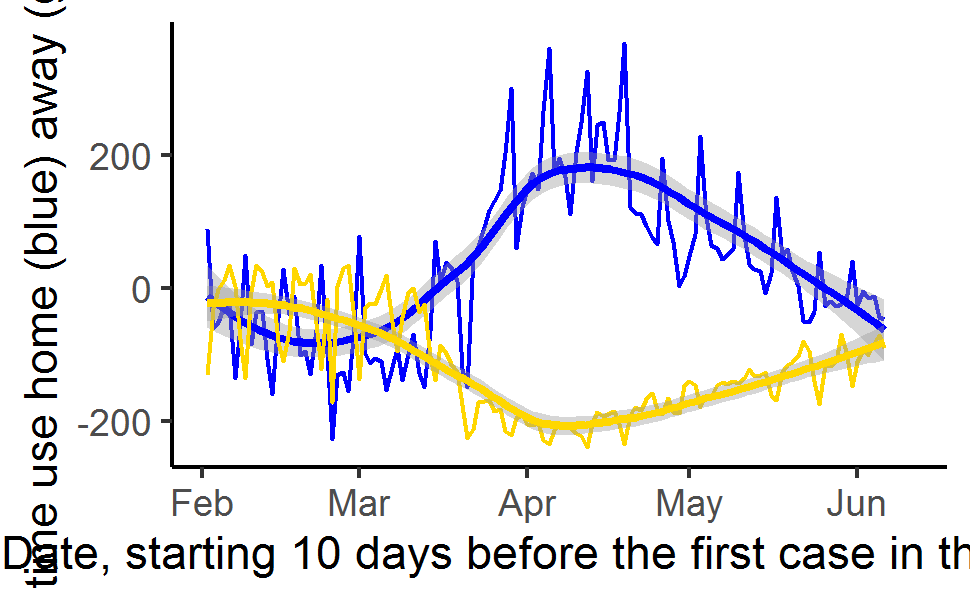 time use home (blue) away (
200
0
-200
Feb Mar Apr May Jun
Date, starting 10 days before the first case in th